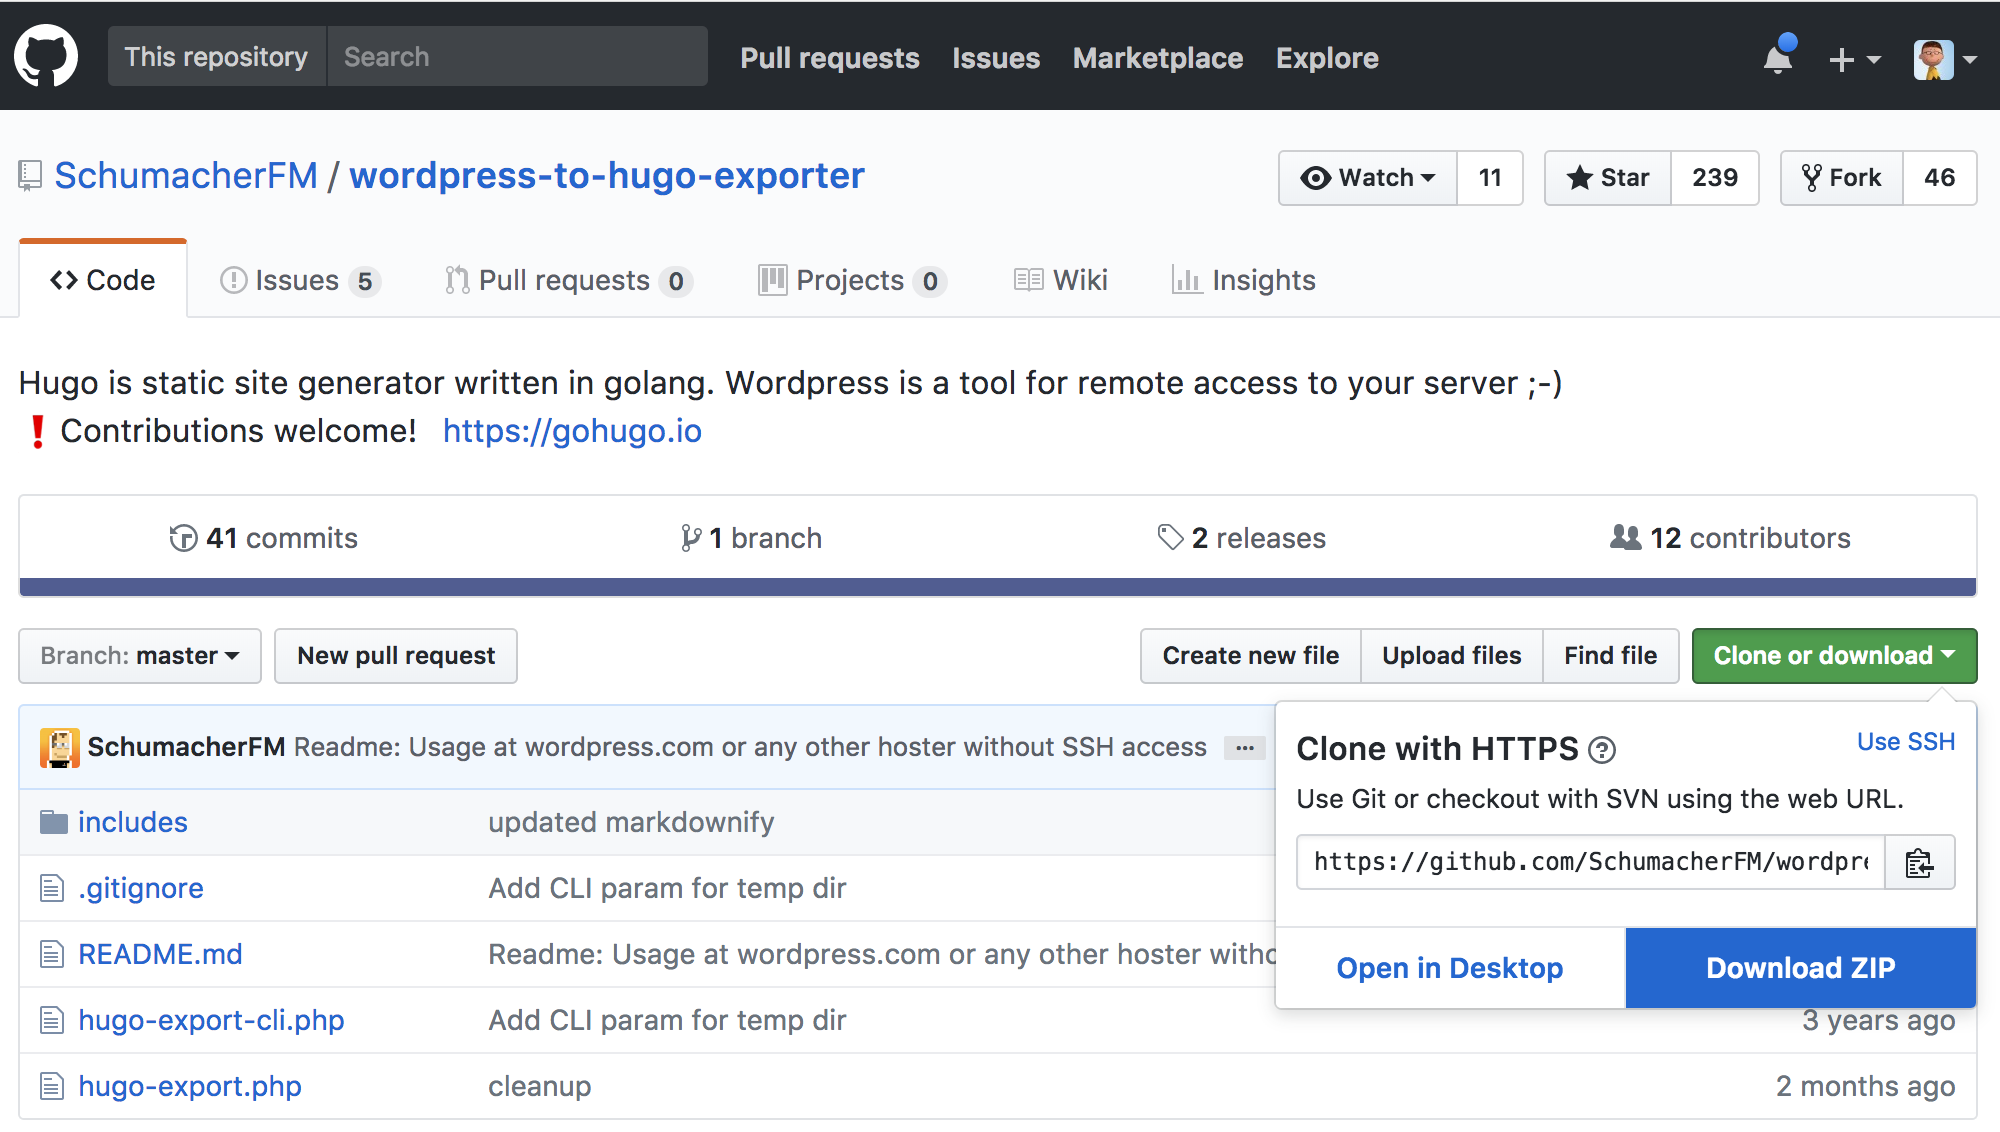 This repository Search Pull requests Issues Marketplace Explore
SchumacherFM / wordpress-to-hugo-exporter Watch 11 Star 239 Fork 46
Code Issues 5 Pull requests 0 Projects 0 Wiki Insights
Hugo is static site generator written in golang. Wordpress is a tool for remote access to your server ;-)
❗ Contributions welcome! https://gohugo.io
41 commits 1 branch 2 releases 12 contributors
Branch: master New pull request Create new file Upload files Find file Clone or download
SchumacherFM Readme: Usage at wordpress.com or any other hoster without SSH access ...
Clone with HTTPS Use SSH
Use Git or checkout with SVN using the web URL.
https://github.com/SchumacherFM/wordpre
Open in Desktop Download ZIP
includes updated markdownify
.gitignore Add CLI param for temp dir
README.md Readme: Usage at wordpress.com or any other hoster witho
hugo-export-cli.php Add CLI param for temp dir 3 years ago
hugo-export.php cleanup 2 months ago